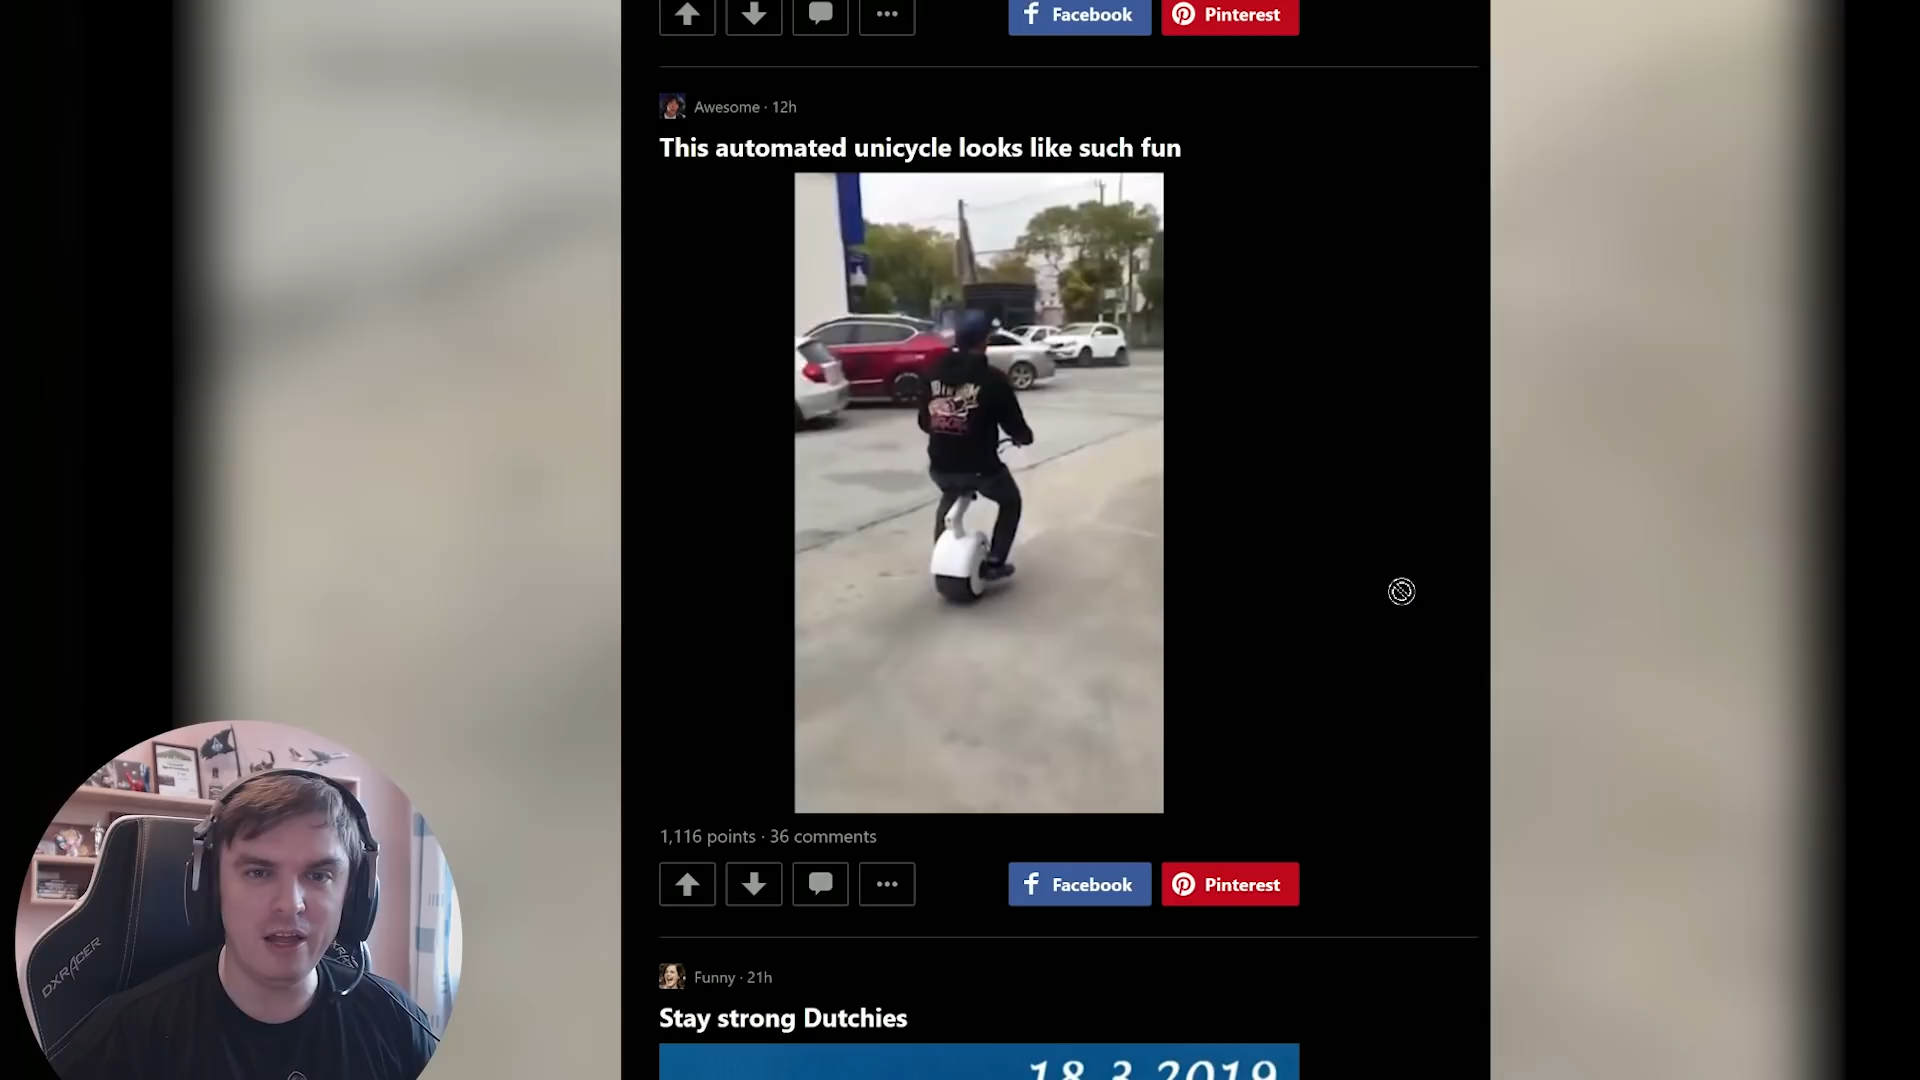 Facebook
Pinterest
Awesome · 12h
This automated unicycle looks like such fun
1,116 points · 36 comments
Facebook
Pinterest
Funny · 21h
Stay strong Dutchies
18.3.2019
DXRACER